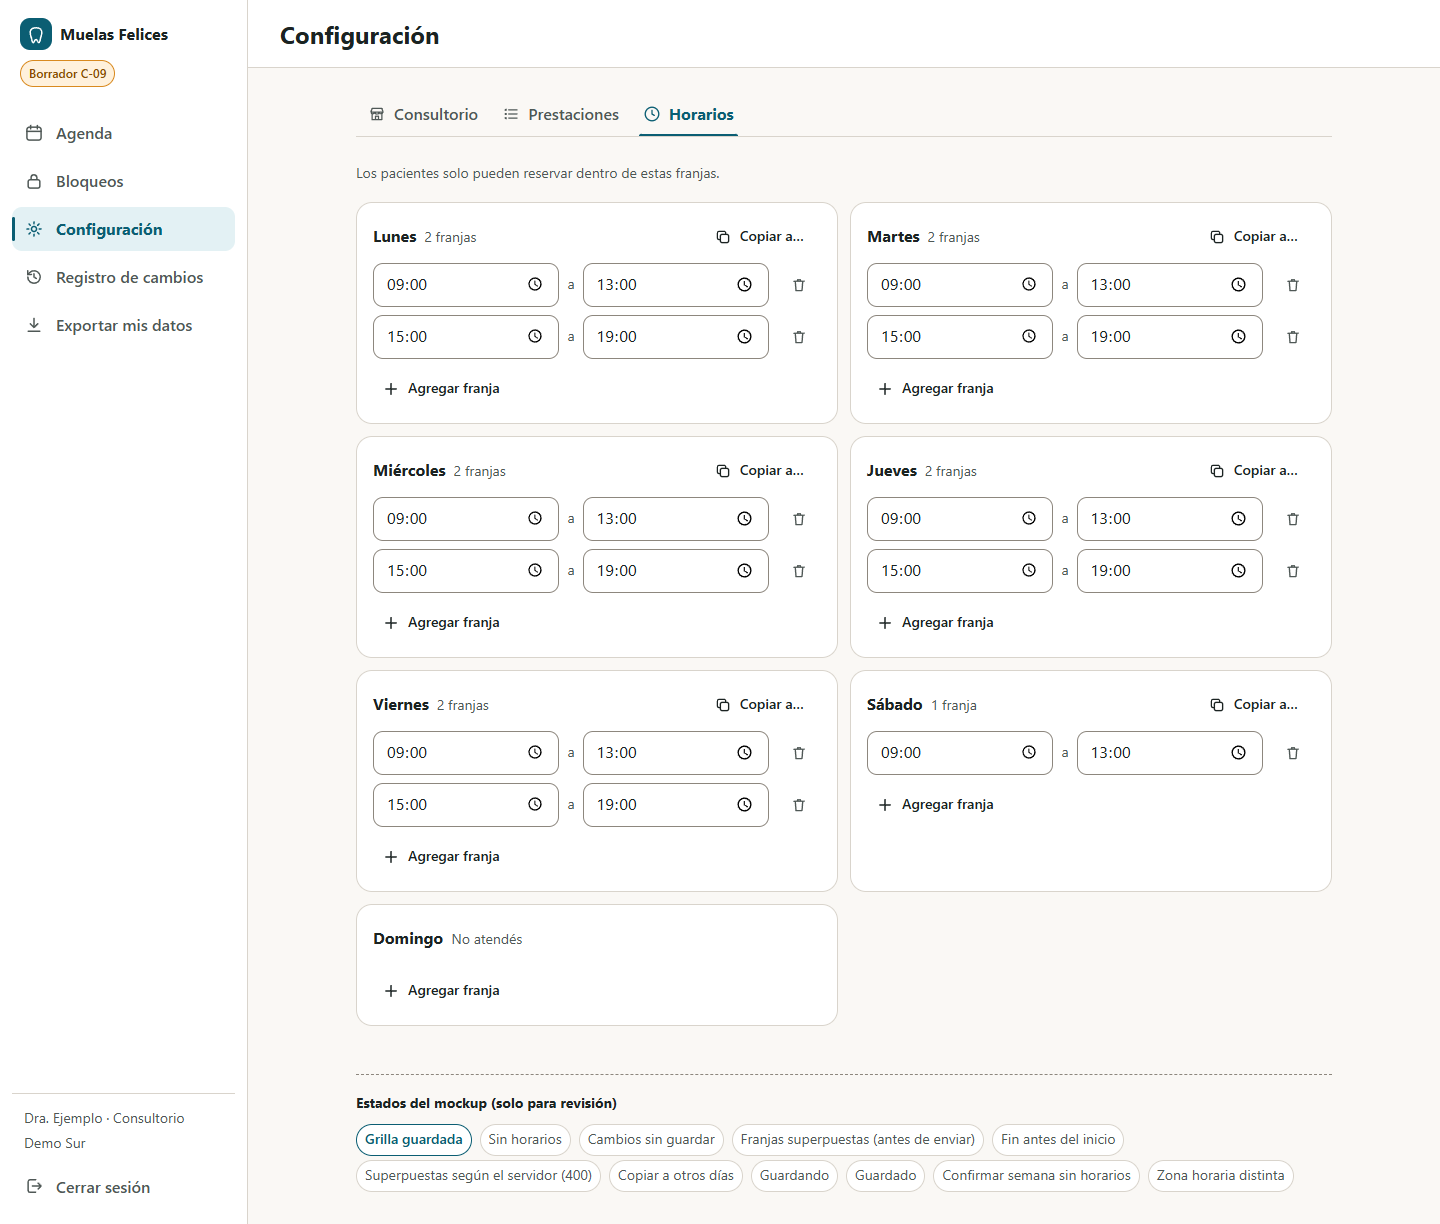 Muelas Felices
Borrador C-09
Agenda
Bloqueos
Configuración
Registro de cambios
Exportar mis datos
Dra. Ejemplo · Consultorio
Demo Sur
Cerrar sesión
Configuración
Consultorio
Prestaciones
Horarios
Los pacientes solo pueden reservar dentro de estas franjas.
Lunes 2 franjas Copiar a...
09:00 a 13:00
15:00 a 19:00
Agregar franja
Martes 2 franjas Copiar a...
09:00 a 13:00
15:00 a 19:00
Agregar franja
Miércoles 2 franjas Copiar a...
09:00 a 13:00
15:00 a 19:00
Agregar franja
Jueves 2 franjas Copiar a...
09:00 a 13:00
15:00 a 19:00
Agregar franja
Viernes 2 franjas Copiar a...
09:00 a 13:00
15:00 a 19:00
Agregar franja
Sábado 1 franja Copiar a...
09:00 a 13:00
Agregar franja
Domingo No atendés
Agregar franja
Estados del mockup (solo para revisión)
Grilla guardada Sin horarios Cambios sin guardar Franjas superpuestas (antes de enviar) Fin antes del inicio
Superpuestas según el servidor (400) Copiar a otros días Guardando Guardado Confirmar semana sin horarios Zona horaria distinta